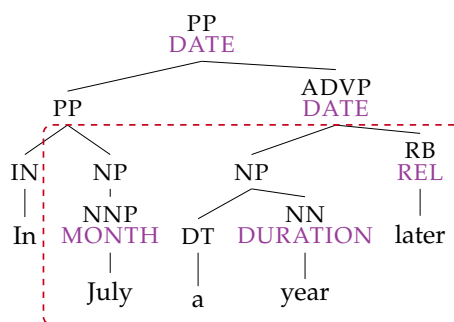 PP
DATE
PP
ADVP
DATE
IN NP NP RB
REL
NNP
MONTH
DT
NN
DURATION
In later
July a year